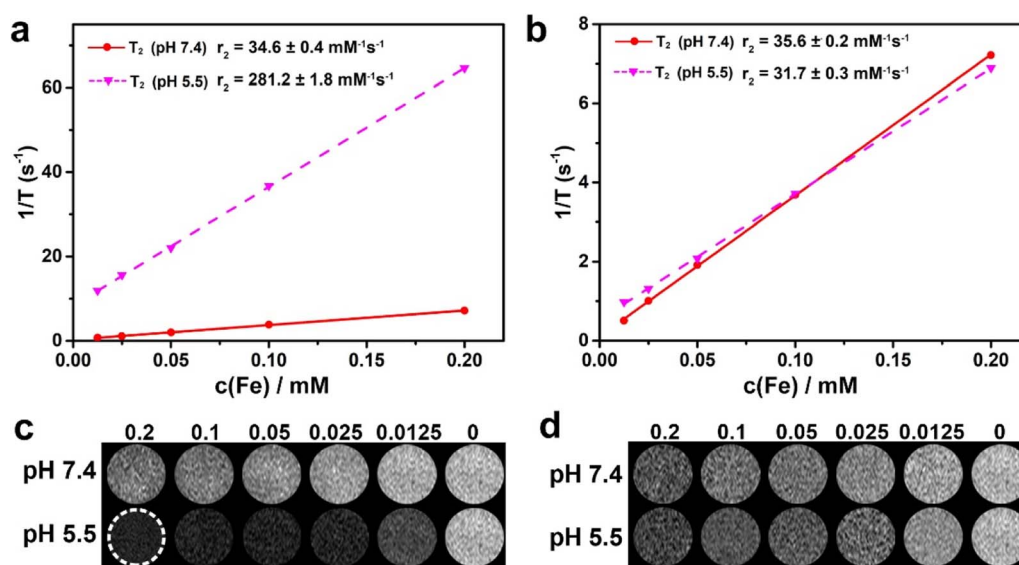 a
T₂ (pH 7.4) r₂ = 34.6 ± 0.4 mM⁻¹s⁻¹
T₂ (pH 5.5) r₂ = 281.2 ± 1.8 mM⁻¹s⁻¹
60
40
20
0
1/T (s⁻¹)
0.00 0.05 0.10 0.15 0.20
c(Fe) / mM
b
T₂ (pH 7.4) r₂ = 35.6 ± 0.2 mM⁻¹s⁻¹
T₂ (pH 5.5) r₂ = 31.7 ± 0.3 mM⁻¹s⁻¹
8
6
4
2
0
1/T (s⁻¹)
0.00 0.05 0.10 0.15 0.20
c(Fe) / mM
c
0.2 0.1 0.05 0.025 0.0125 0
pH 7.4
pH 5.5
d
0.2 0.1 0.05 0.025 0.0125 0
pH 7.4
pH 5.5